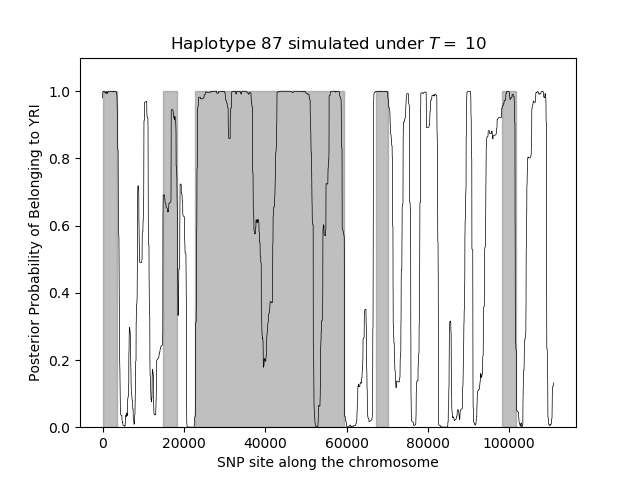 Haplotype 87 simulated under T = 10
Posterior Probability of Belonging to YRI
1.0
0.8
0.6
0.4
0.2
0.0
0 20000 40000 60000 80000 100000
SNP site along the chromosome